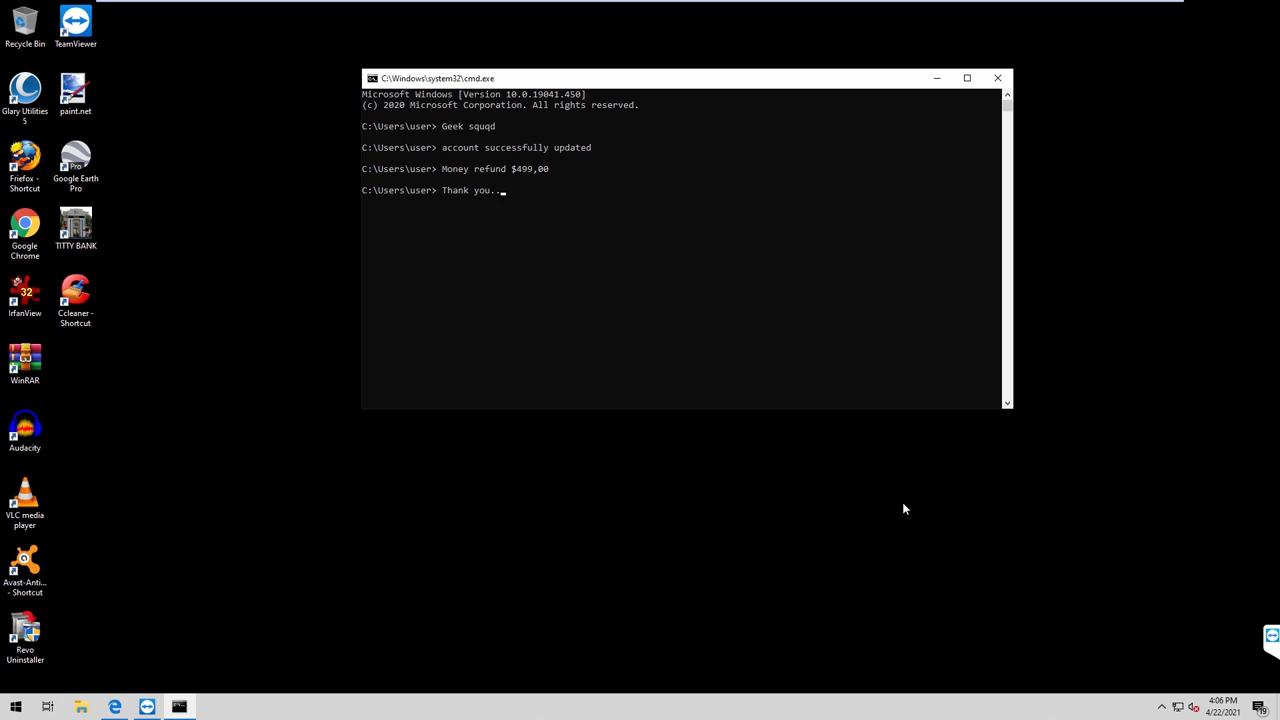 Recycle Bin
TeamViewer
Glary Utilities
5
paint.net
Friefox -
Shortcut
Google Earth
Pro
Google
Chrome
TITTY BANK
32
IrfanView
Ccleaner -
Shortcut
WinRAR
Audacity
VLC media
player
Avast-Anti...
- Shortcut
Revo
Uninstaller
C:\Windows\system32\cmd.exe
Microsoft Windows [Version 10.0.19041.450]
(c) 2020 Microsoft Corporation. All rights reserved.
C:\Users\user> Geek squqd
C:\Users\user> account successfully updated
C:\Users\user> Money refund $499,00
C:\Users\user> Thank you..
4:06 PM
4/22/2021
19